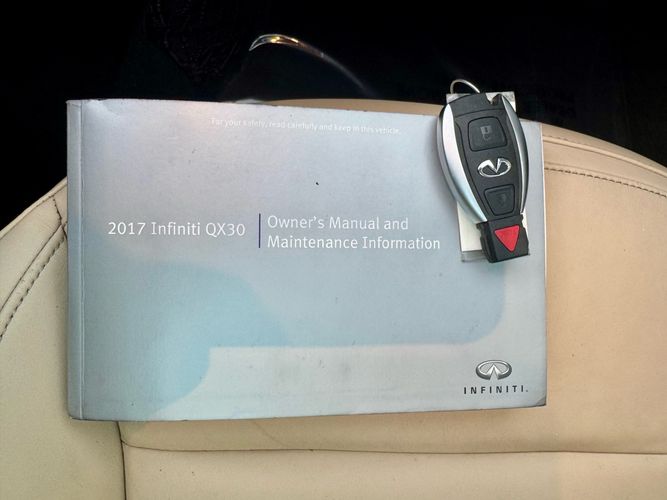 For your safety, read carefully and keep in this vehicle.
2017 Infiniti QX30
Owner's Manual and
Maintenance Information
INFINITI